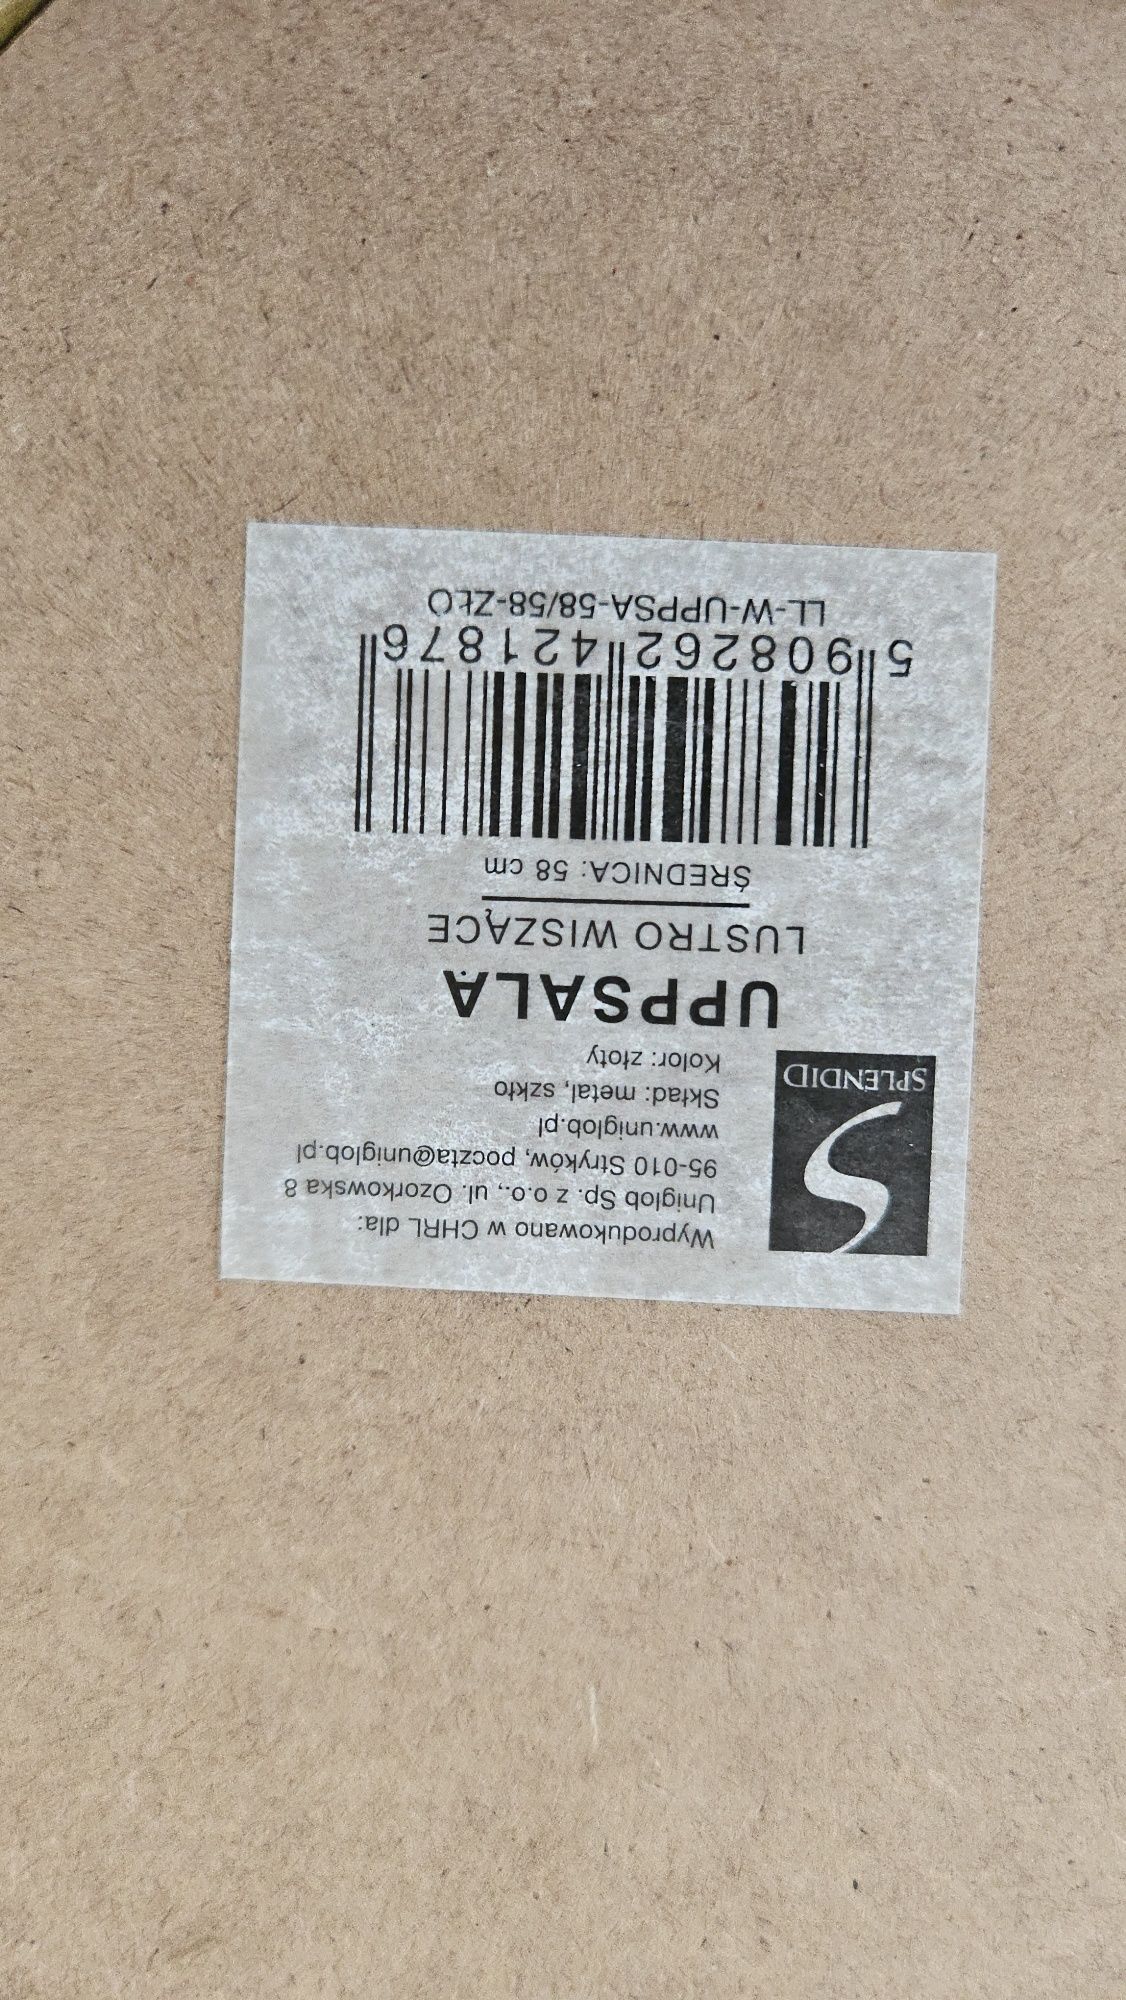 Wyprodukowano w CHRL dla:
Uniglob Sp. z o.o., ul. Ozorkowska 8
95-010 Stryków, poczta@uniglob.pl
www.uniglob.pl
Skład: metal, szkło
Kolor: złoty
SPLENDID
UPPSALA
LUSTRO WISZĄCE
ŚREDNICA: 58 cm
5 908262 421876
LL-W-UPPSA-58/58-ZŁO